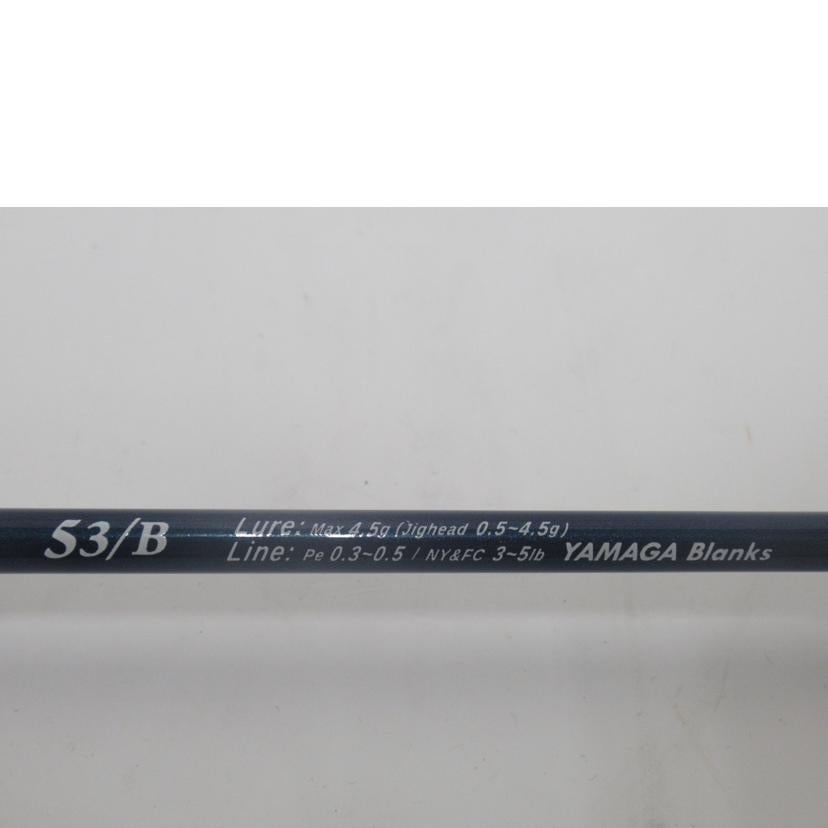 53/B
Lure: Max 4.5g (Jighead 0.5~4.5g)
Line: Pe 0.3~0.5 / NY&FC 3~5lb YAMAGA Blanks